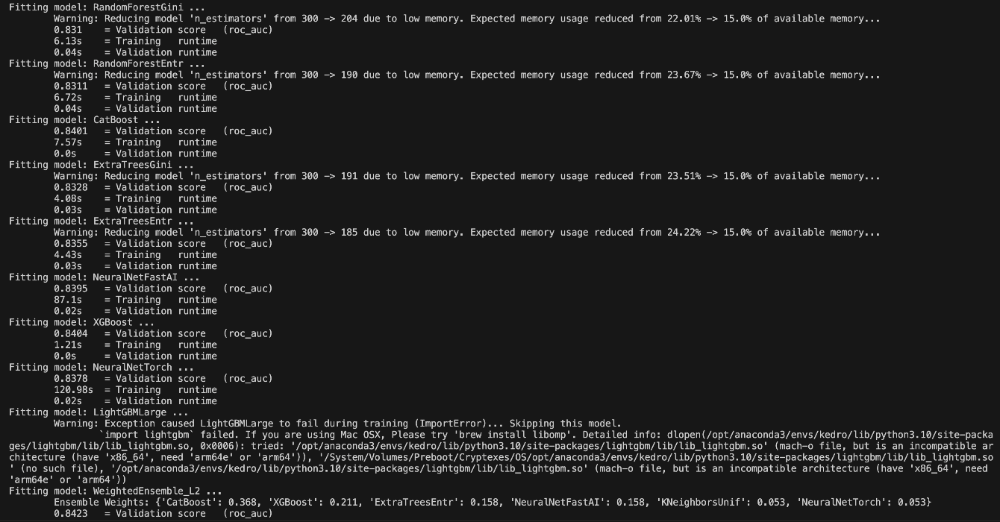 Fitting model: RandomForestGini ...
Warning: Reducing model 'n_estimators' from 300 -> 204 due to low memory. Expected memory usage reduced from 22.01% -> 15.0% of available memory...
0.831 = Validation score (roc_auc)
6.13s = Training runtime
0.04s = Validation runtime
Fitting model: RandomForestEntr ...
Warning: Reducing model 'n_estimators' from 300 -> 190 due to low memory. Expected memory usage reduced from 23.67% -> 15.0% of available memory...
0.8311 = Validation score (roc_auc)
6.72s = Training runtime
0.04s = Validation runtime
Fitting model: CatBoost ...
0.8401 = Validation score (roc_auc)
7.57s = Training runtime
0.0s = Validation runtime
Fitting model: ExtraTreesGini ...
Warning: Reducing model 'n_estimators' from 300 -> 191 due to low memory. Expected memory usage reduced from 23.51% -> 15.0% of available memory...
0.8328 = Validation score (roc_auc)
4.08s = Training runtime
0.03s = Validation runtime
Fitting model: ExtraTreesEntr ...
Warning: Reducing model 'n_estimators' from 300 -> 185 due to low memory. Expected memory usage reduced from 24.22% -> 15.0% of available memory...
0.8355 = Validation score (roc_auc)
4.43s = Training runtime
0.03s = Validation runtime
Fitting model: NeuralNetFastAI ...
0.8395 = Validation score (roc_auc)
87.1s = Training runtime
0.02s = Validation runtime
Fitting model: XGBoost ...
0.8404 = Validation score (roc_auc)
1.21s = Training runtime
0.0s = Validation runtime
Fitting model: NeuralNetTorch ...
0.8378 = Validation score (roc_auc)
120.98s = Training runtime
0.02s = Validation runtime
Fitting model: LightGBMLarge ...
Warning: Exception caused LightGBMLarge to fail during training (ImportError)... Skipping this model.
`import lightgbm` failed. If you are using Mac OSX, Please try 'brew install libomp'. Detailed info: dlopen(/opt/anaconda3/envs/kedro/lib/python3.10/site-packa
ges/lightgbm/lib/lib_lightgbm.so, 0x0006): tried: '/opt/anaconda3/envs/kedro/lib/python3.10/site-packages/lightgbm/lib/lib_lightgbm.so' (mach-o file, but is an incompatible ar
chitecture (have 'x86_64', need 'arm64e' or 'arm64')), '/System/Volumes/Preboot/Cryptexes/OS/opt/anaconda3/envs/kedro/lib/python3.10/site-packages/lightgbm/lib/lib_lightgbm.so
' (no such file), '/opt/anaconda3/envs/kedro/lib/python3.10/site-packages/lightgbm/lib/lib_lightgbm.so' (mach-o file, but is an incompatible architecture (have 'x86_64', need
'arm64e' or 'arm64'))
Fitting model: WeightedEnsemble_L2 ...
Ensemble Weights: {'CatBoost': 0.368, 'XGBoost': 0.211, 'ExtraTreesEntr': 0.158, 'NeuralNetFastAI': 0.158, 'KNeighborsUnif': 0.053, 'NeuralNetTorch': 0.053}
0.8423 = Validation score (roc_auc)